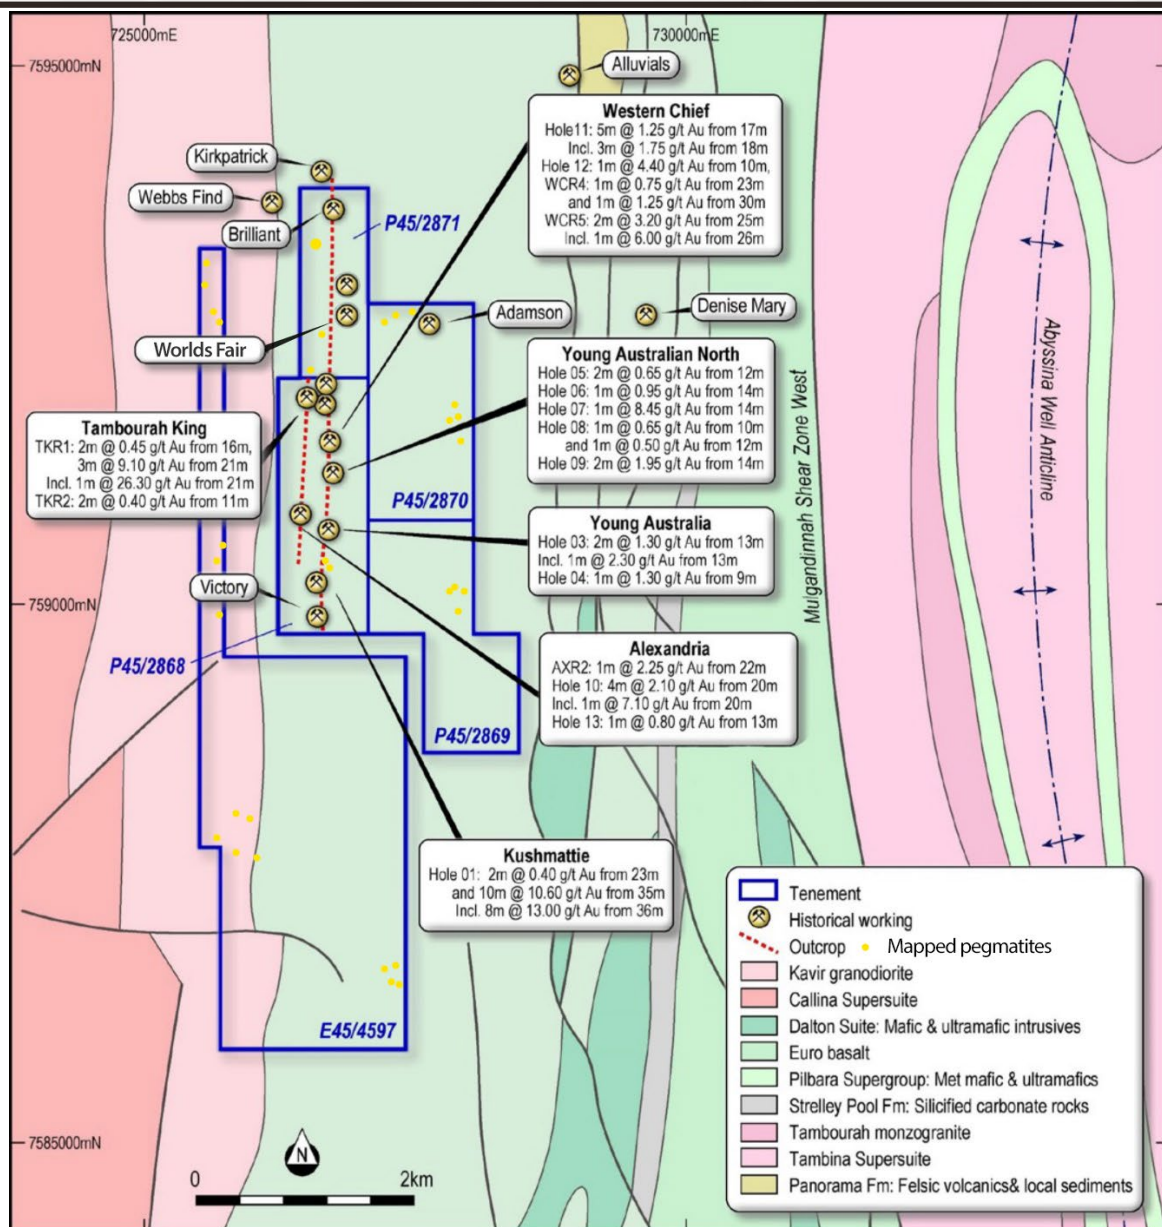 725000mE
730000mE
7595000mN
Alluvials
Western Chief
Hole11: 5m @ 1.25 g/t Au from 17m
Incl. 3m @ 1.75 g/t Au from 18m
Hole 12: 1m @ 4.40 g/t Au from 10m,
WCR4: 1m @ 0.75 g/t Au from 23m
and 1m @ 1.25 g/t Au from 30m
WCR5: 2m @ 3.20 g/t Au from 25m
Incl. 1m @ 6.00 g/t Au from 26m
Kirkpatrick
Webbs Find
Brilliant
P45/2871
Adamson
Denise Mary
Worlds Fair
Young Australian North
Hole 05: 2m @ 0.65 g/t Au from 12m
Hole 06: 1m @ 0.95 g/t Au from 14m
Hole 07: 1m @ 8.45 g/t Au from 14m
Hole 08: 1m @ 0.65 g/t Au from 10m
and 1m @ 0.50 g/t Au from 12m
Hole 09: 2m @ 1.95 g/t Au from 14m
Tambourah King
TKR1: 2m @ 0.45 g/t Au from 16m,
3m @ 9.10 g/t Au from 21m
Incl. 1m @ 26.30 g/t Au from 21m
TKR2: 2m @ 0.40 g/t Au from 11m
P45/2870
Young Australia
Hole 03: 2m @ 1.30 g/t Au from 13m
Incl. 1m @ 2.30 g/t Au from 13m
Hole 04: 1m @ 1.30 g/t Au from 9m
Mulgandinnah Shear Zone West
Abyssina Well Anticline
Victory
759000mN
P45/2868
Alexandria
AXR2: 1m @ 2.25 g/t Au from 22m
Hole 10: 4m @ 2.10 g/t Au from 20m
Incl. 1m @ 7.10 g/t Au from 20m
Hole 13: 1m @ 0.80 g/t Au from 13m
P45/2869
Kushmattie
Hole 01: 2m @ 0.40 g/t Au from 23m
and 10m @ 10.60 g/t Au from 35m
Incl. 8m @ 13.00 g/t Au from 36m
E45/4597
7585000mN
N
0 2km
Tenement
Historical working
Outcrop Mapped pegmatites
Kavir granodiorite
Callina Supersuite
Dalton Suite: Mafic & ultramafic intrusives
Euro basalt
Pilbara Supergroup: Met mafic & ultramafics
Strelley Pool Fm: Silicified carbonate rocks
Tambourah monzogranite
Tambina Supersuite
Panorama Fm: Felsic volcanics& local sediments